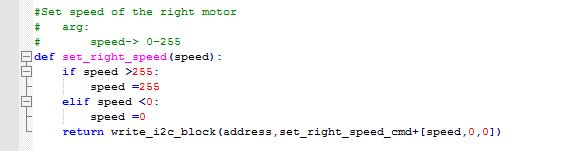 #Set speed of the right motor
#   arg:
#       speed-> 0-255
def set_right_speed(speed):
    if speed >255:
        speed =255
    elif speed <0:
        speed =0
    return write_i2c_block(address,set_right_speed_cmd+[speed,0,0])